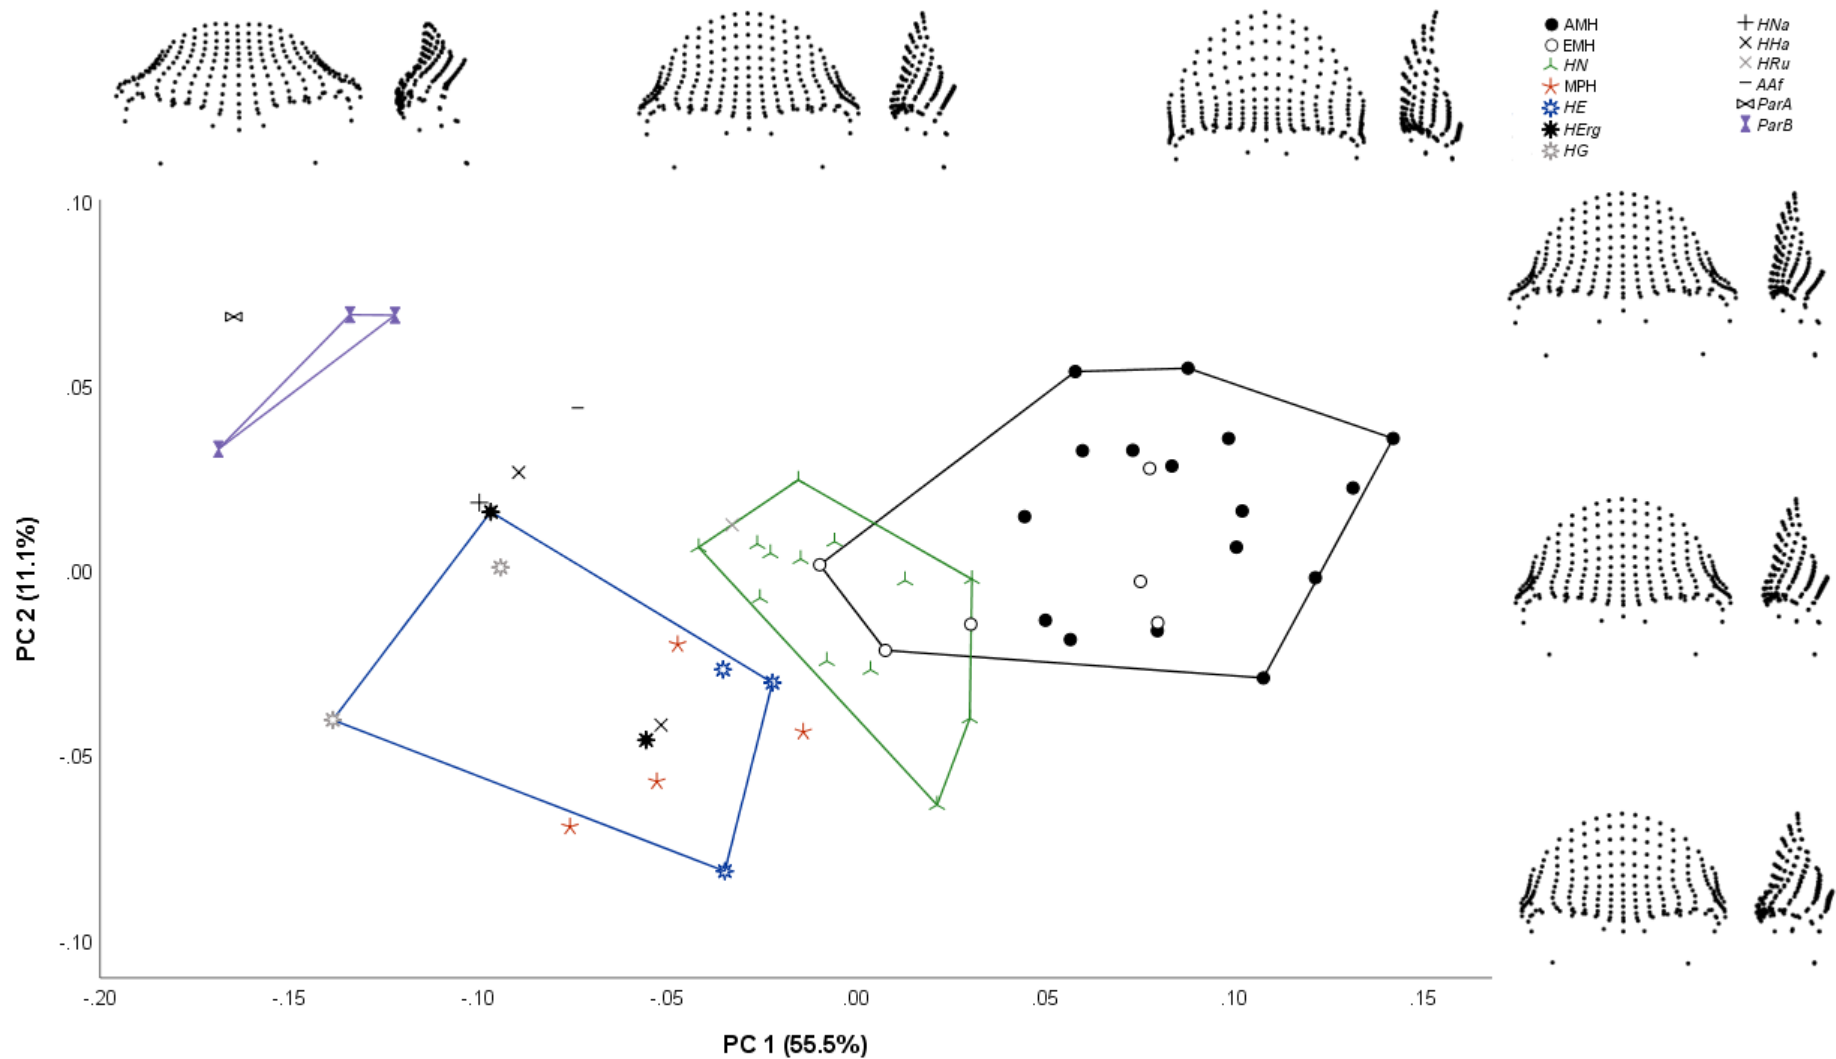 AMH
EMH
HN
MPH
HE
HErg
HG
HNa
HHa
HRu
AAf
ParA
ParB
.10
.05
.00
-.05
-.10
PC 2 (11.1%)
-.20 -.15 -.10 -.05 .00 .05 .10 .15
PC 1 (55.5%)